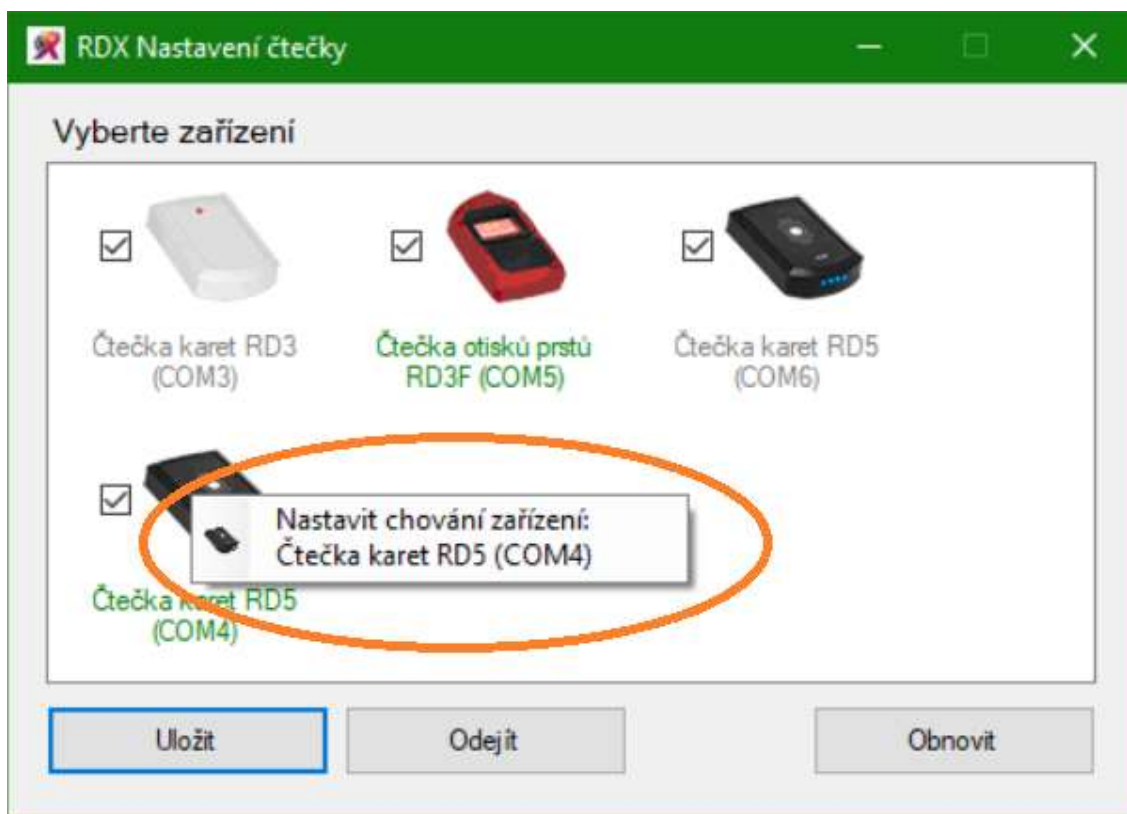 RDX Nastavení čtečky
Vyberte zařízení
Čtečka karet RD3
(COM3)
Čtečka otisků prstů
RD3F (COM5)
Čtečka karet RD5
(COM6)
Nastavit chování zařízení:
Čtečka karet RD5 (COM4)
Čtečka karet RD5
(COM4)
Uložit
Odejít
Obnovit